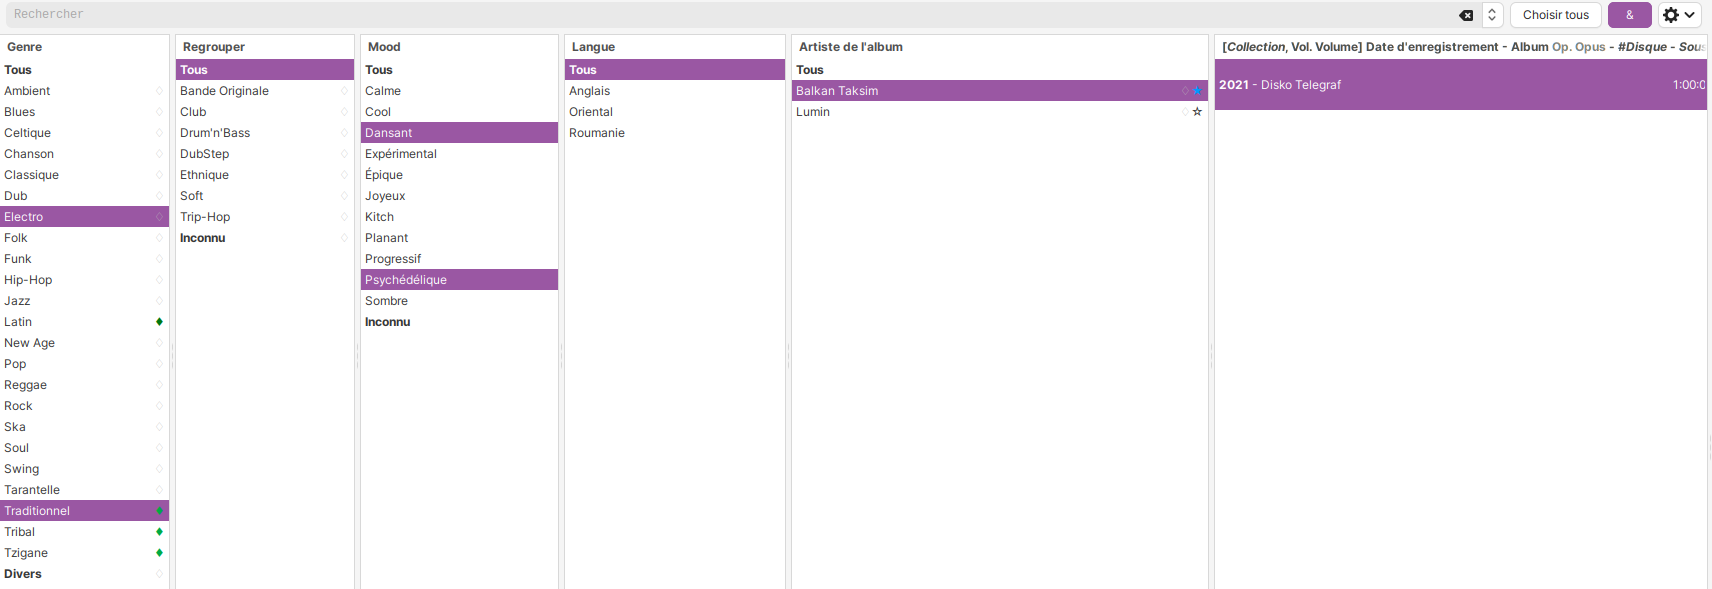 Rechercher
Choisir tous
&
Genre
Tous
Ambient
Blues
Celtique
Chanson
Classique
Dub
Electro
Folk
Funk
Hip-Hop
Jazz
Latin
New Age
Pop
Reggae
Rock
Ska
Soul
Swing
Tarantelle
Traditionnel
Tribal
Tzigane
Divers
Regrouper
Tous
Bande Originale
Club
Drum'n'Bass
DubStep
Ethnique
Soft
Trip-Hop
Inconnu
Mood
Tous
Calme
Cool
Dansant
Expérimental
Épique
Joyeux
Kitch
Planant
Progressif
Psychédélique
Sombre
Inconnu
Langue
Tous
Anglais
Oriental
Roumanie
Artiste de l'album
Tous
Balkan Taksim
Lumin
[Collection, Vol. Volume] Date d'enregistrement - Album Op. Opus - #Disque - Sous
2021 - Disko Telegraf 1:00:0